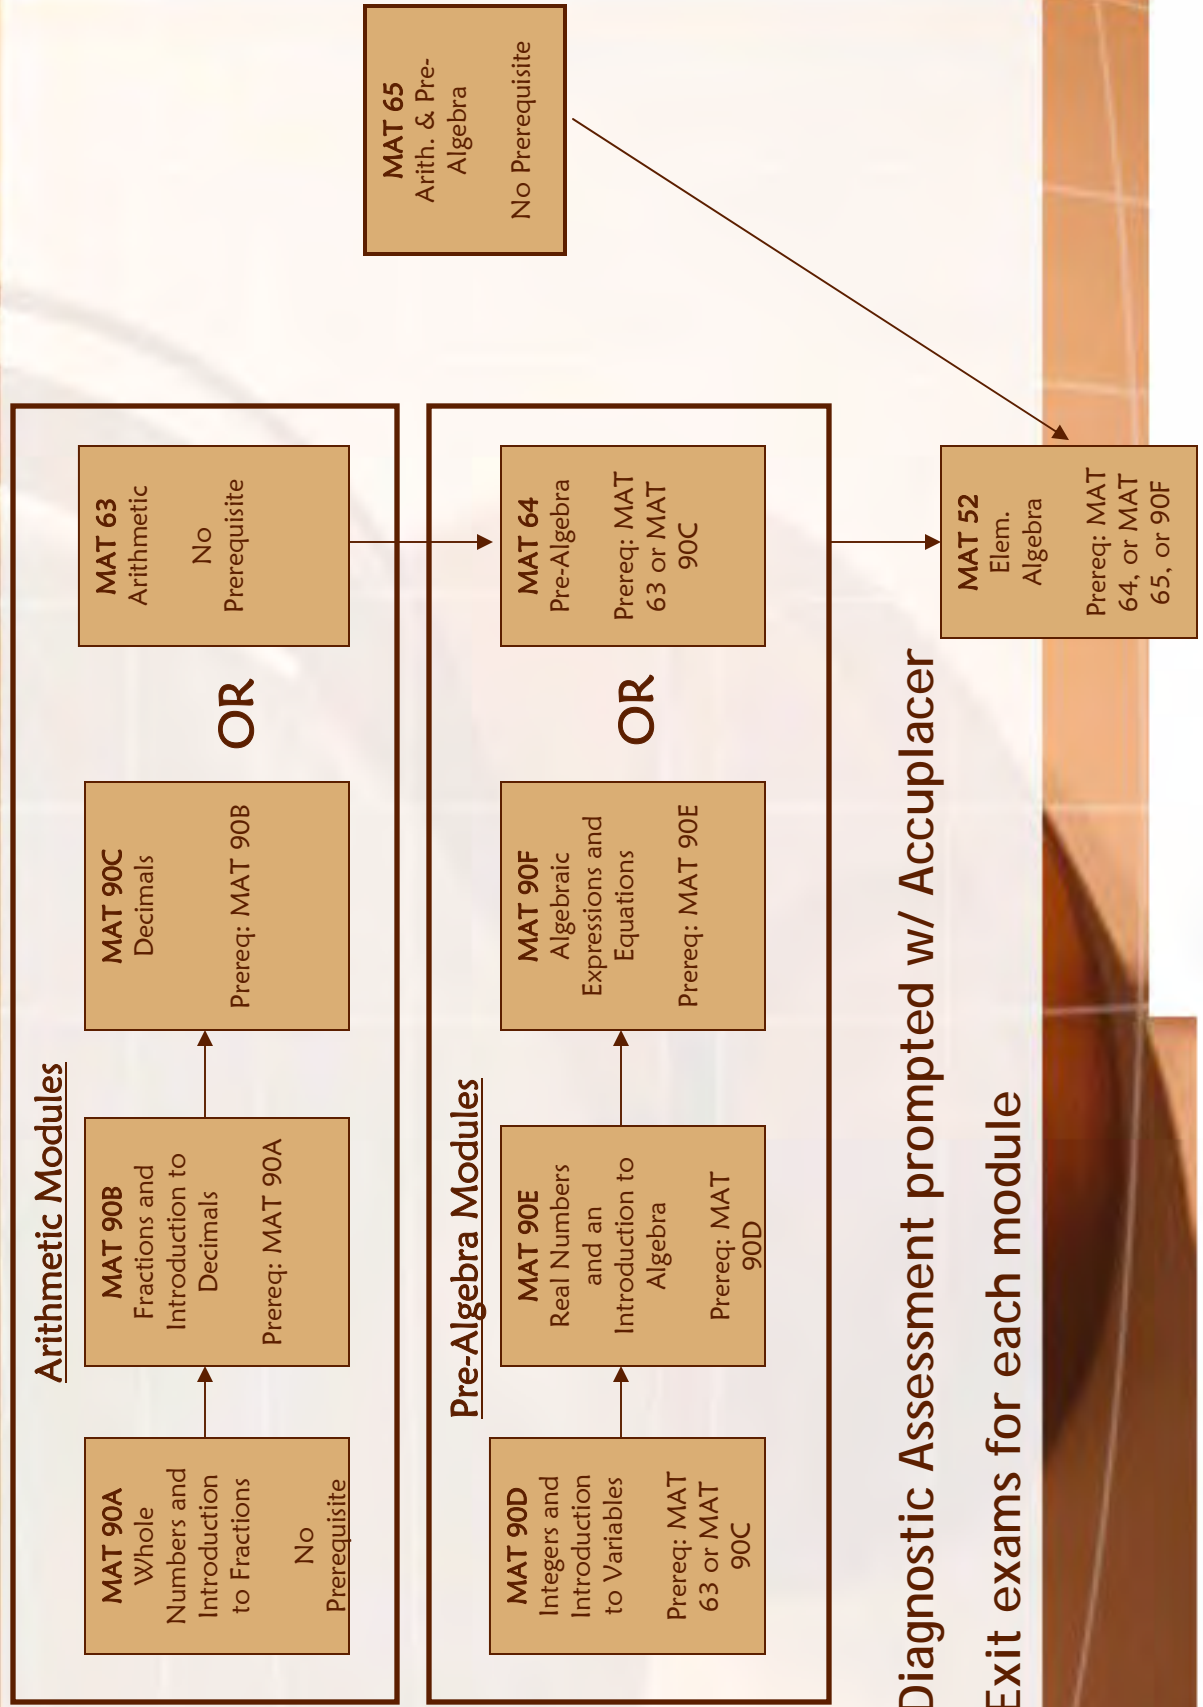 Arithmetic Modules
MAT 90A
Whole
Numbers and
Introduction
to Fractions
No
Prerequisite
MAT 90B
Fractions and
Introduction to
Decimals
Prereq: MAT 90A
MAT 90C
Decimals
Prereq: MAT 90B
OR
MAT 63
Arithmetic
No
Prerequisite
Pre-Algebra Modules
MAT 90D
Integers and
Introduction
to Variables
Prereq: MAT
63 or MAT
90C
MAT 90E
Real Numbers
and an
Introduction to
Algebra
Prereq: MAT
90D
MAT 90F
Algebraic
Expressions and
Equations
Prereq: MAT 90E
OR
MAT 64
Pre-Algebra
Prereq: MAT
63 or MAT
90C
MAT 65
Arith. & Pre-
Algebra
No Prerequisite
Diagnostic Assessment prompted w/ Accuplacer
Exit exams for each module
MAT 52
Elem.
Algebra
Prereq: MAT
64, or MAT
65, or 90F